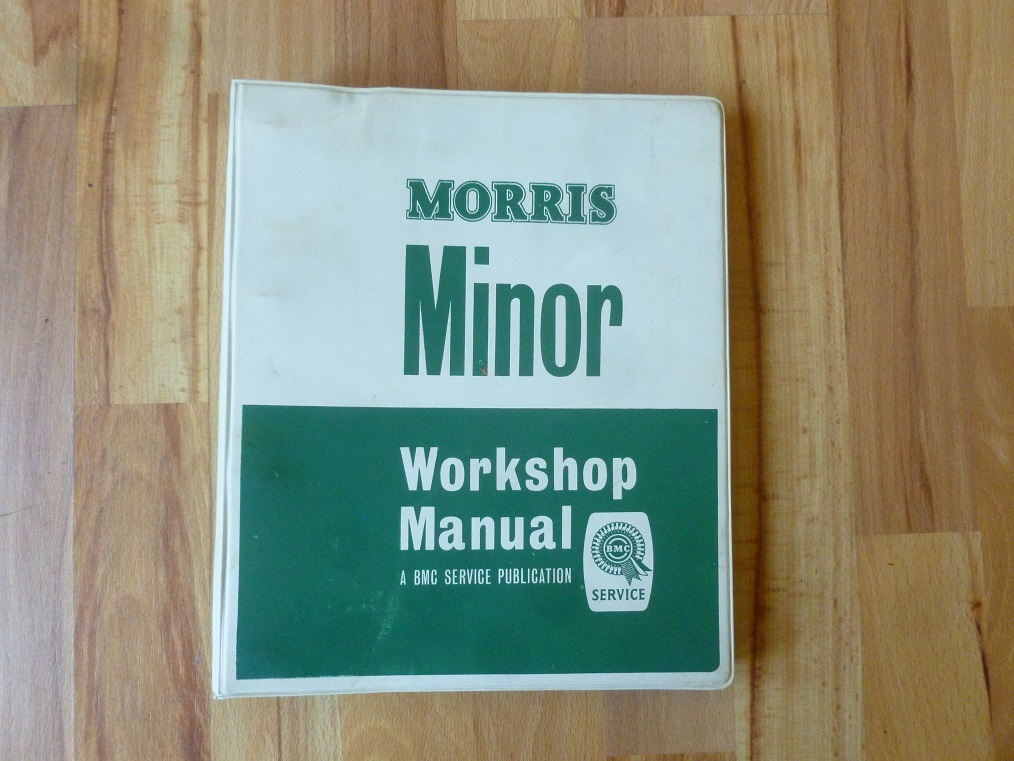 MORRIS
Minor
Workshop
Manual
A BMC SERVICE PUBLICATION
BMC
SERVICE